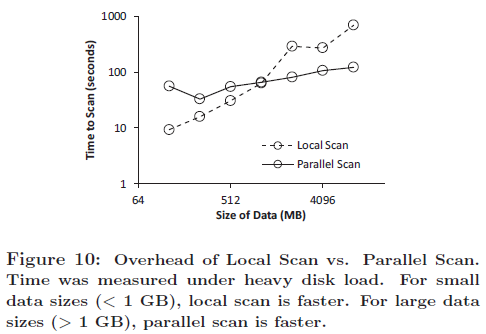 1000
100
10
1
Time to Scan (seconds)
Local Scan
Parallel Scan
64
512
4096
Size of Data (MB)
Figure 10: Overhead of Local Scan vs. Parallel Scan.
Time was measured under heavy disk load. For small
data sizes (< 1 GB), local scan is faster. For large data
sizes (> 1 GB), parallel scan is faster.